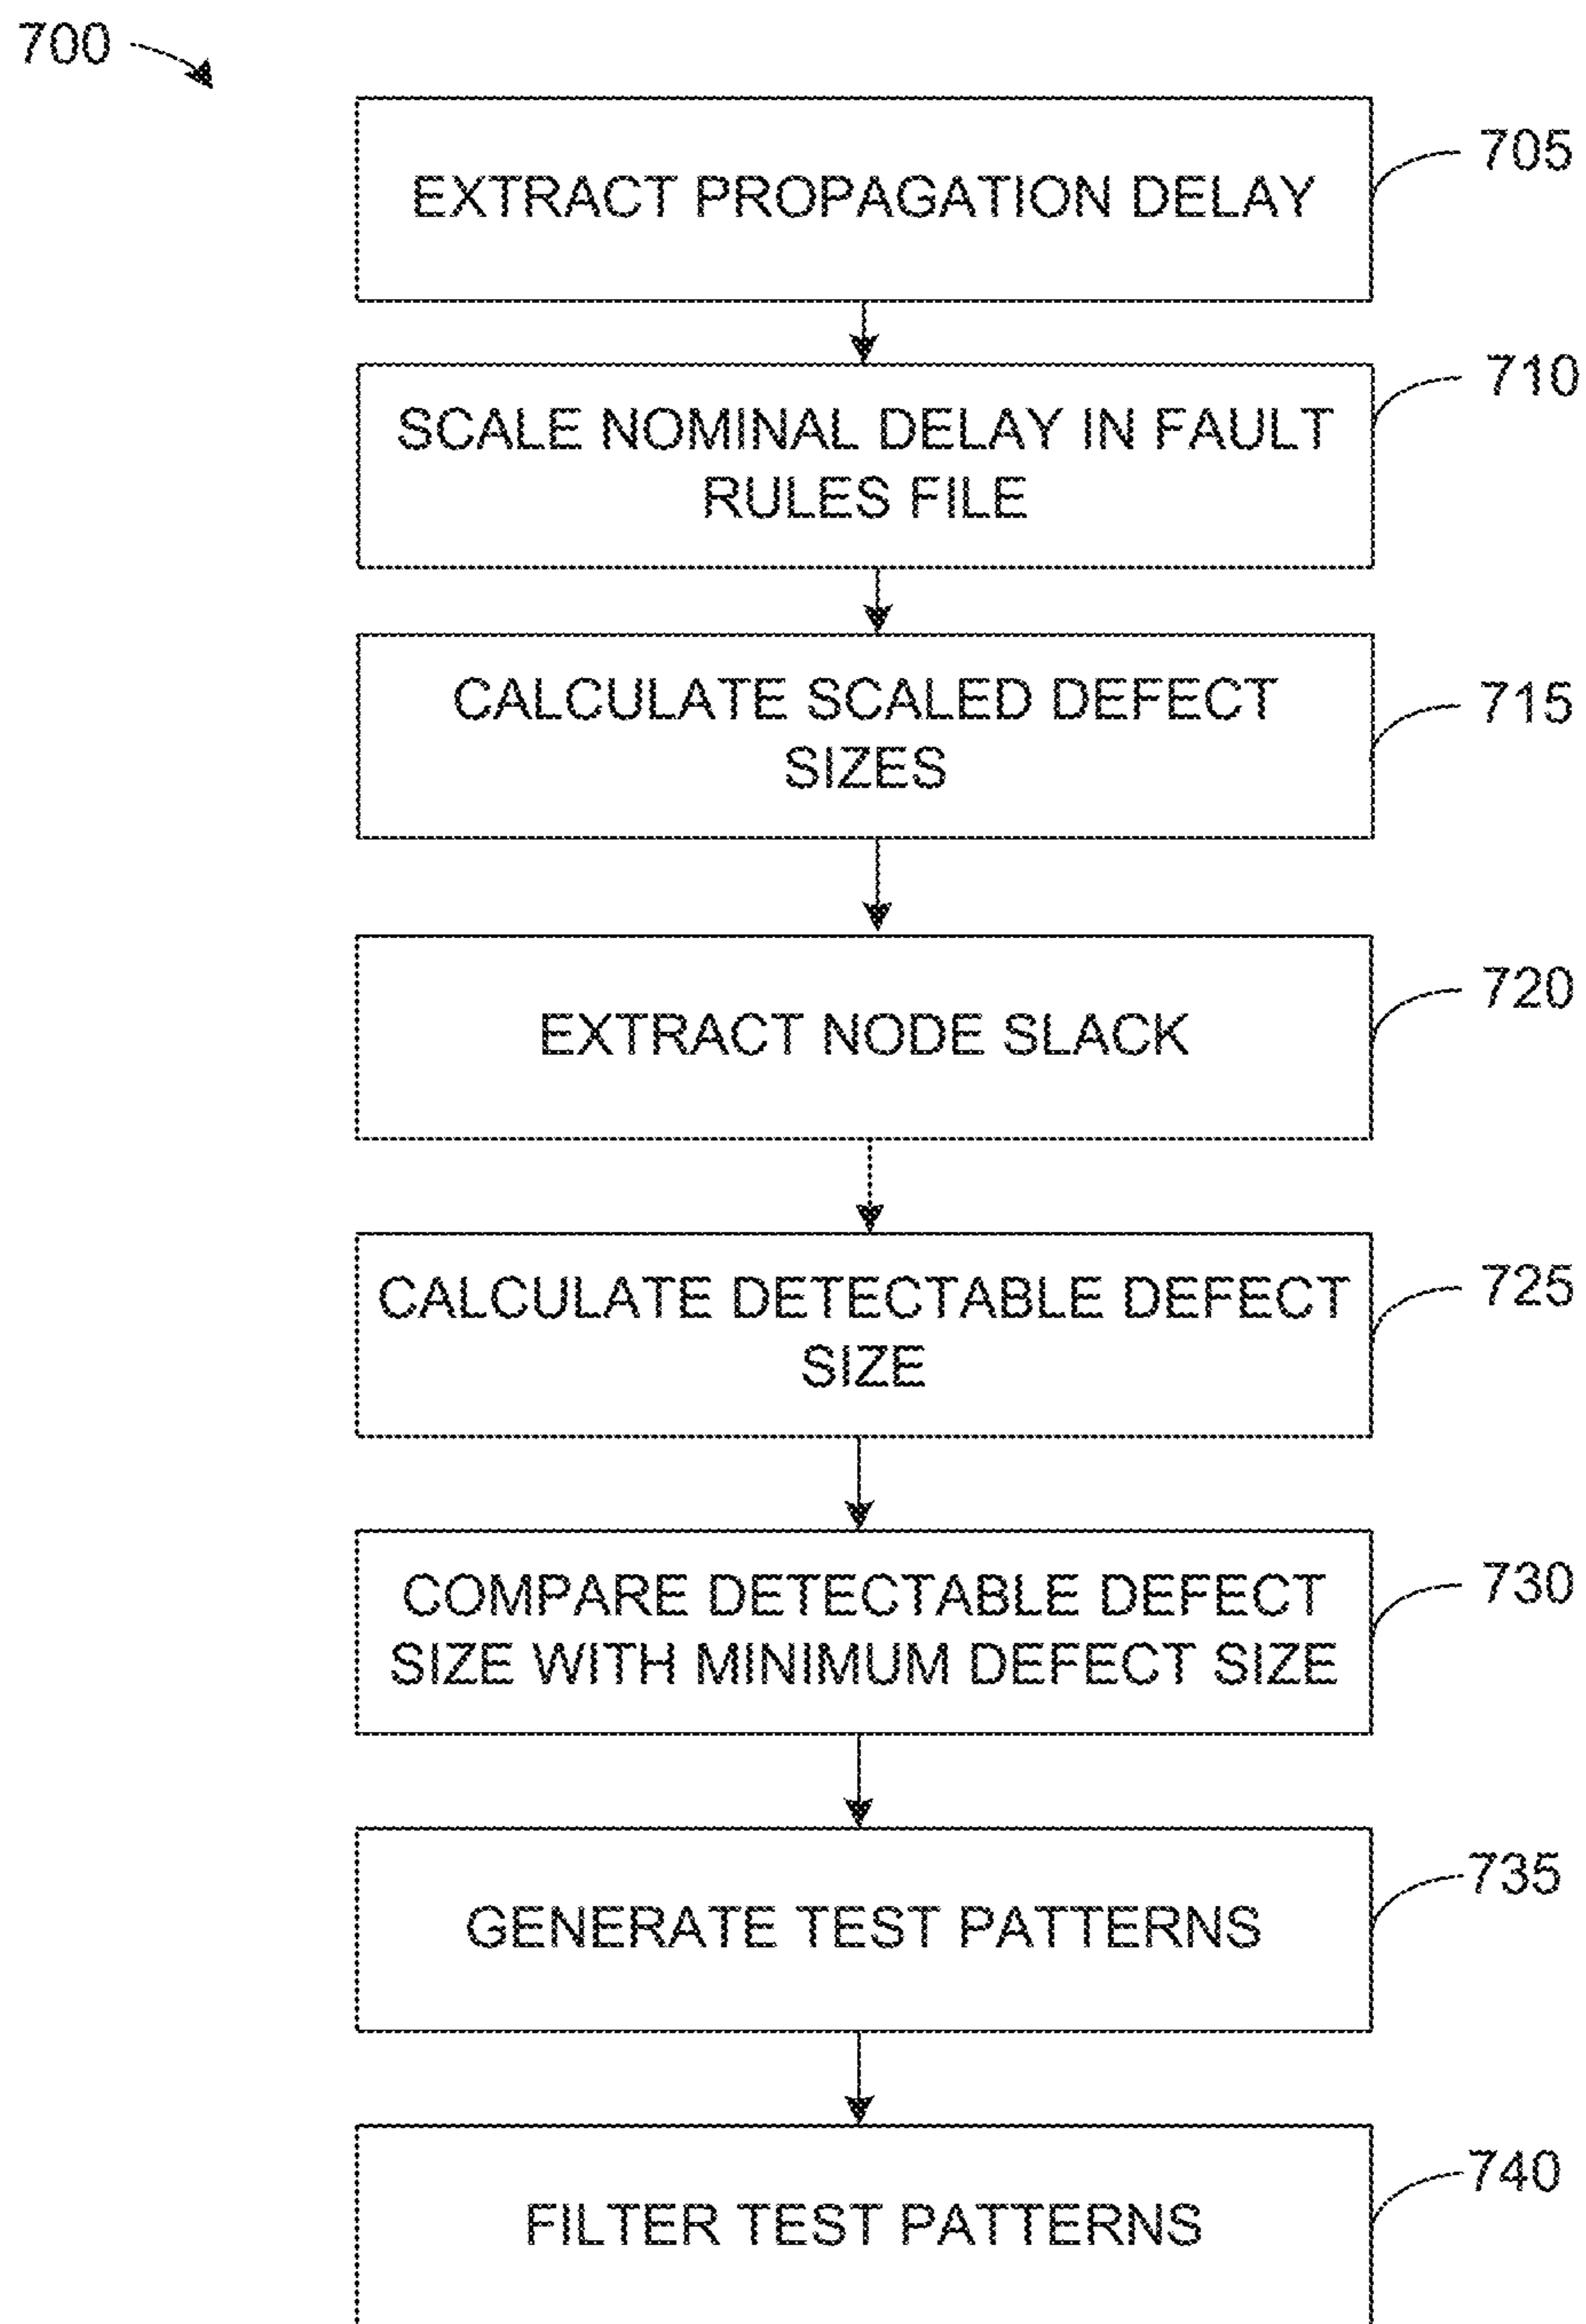 700
EXTRACT PROPAGATION DELAY
705
SCALE NOMINAL DELAY IN FAULT
RULES FILE
710
CALCULATE SCALED DEFECT
SIZES
715
EXTRACT NODE SLACK
720
CALCULATE DETECTABLE DEFECT
SIZE
725
COMPARE DETECTABLE DEFECT
SIZE WITH MINIMUM DEFECT SIZE
730
GENERATE TEST PATTERNS
735
FILTER TEST PATTERNS
740